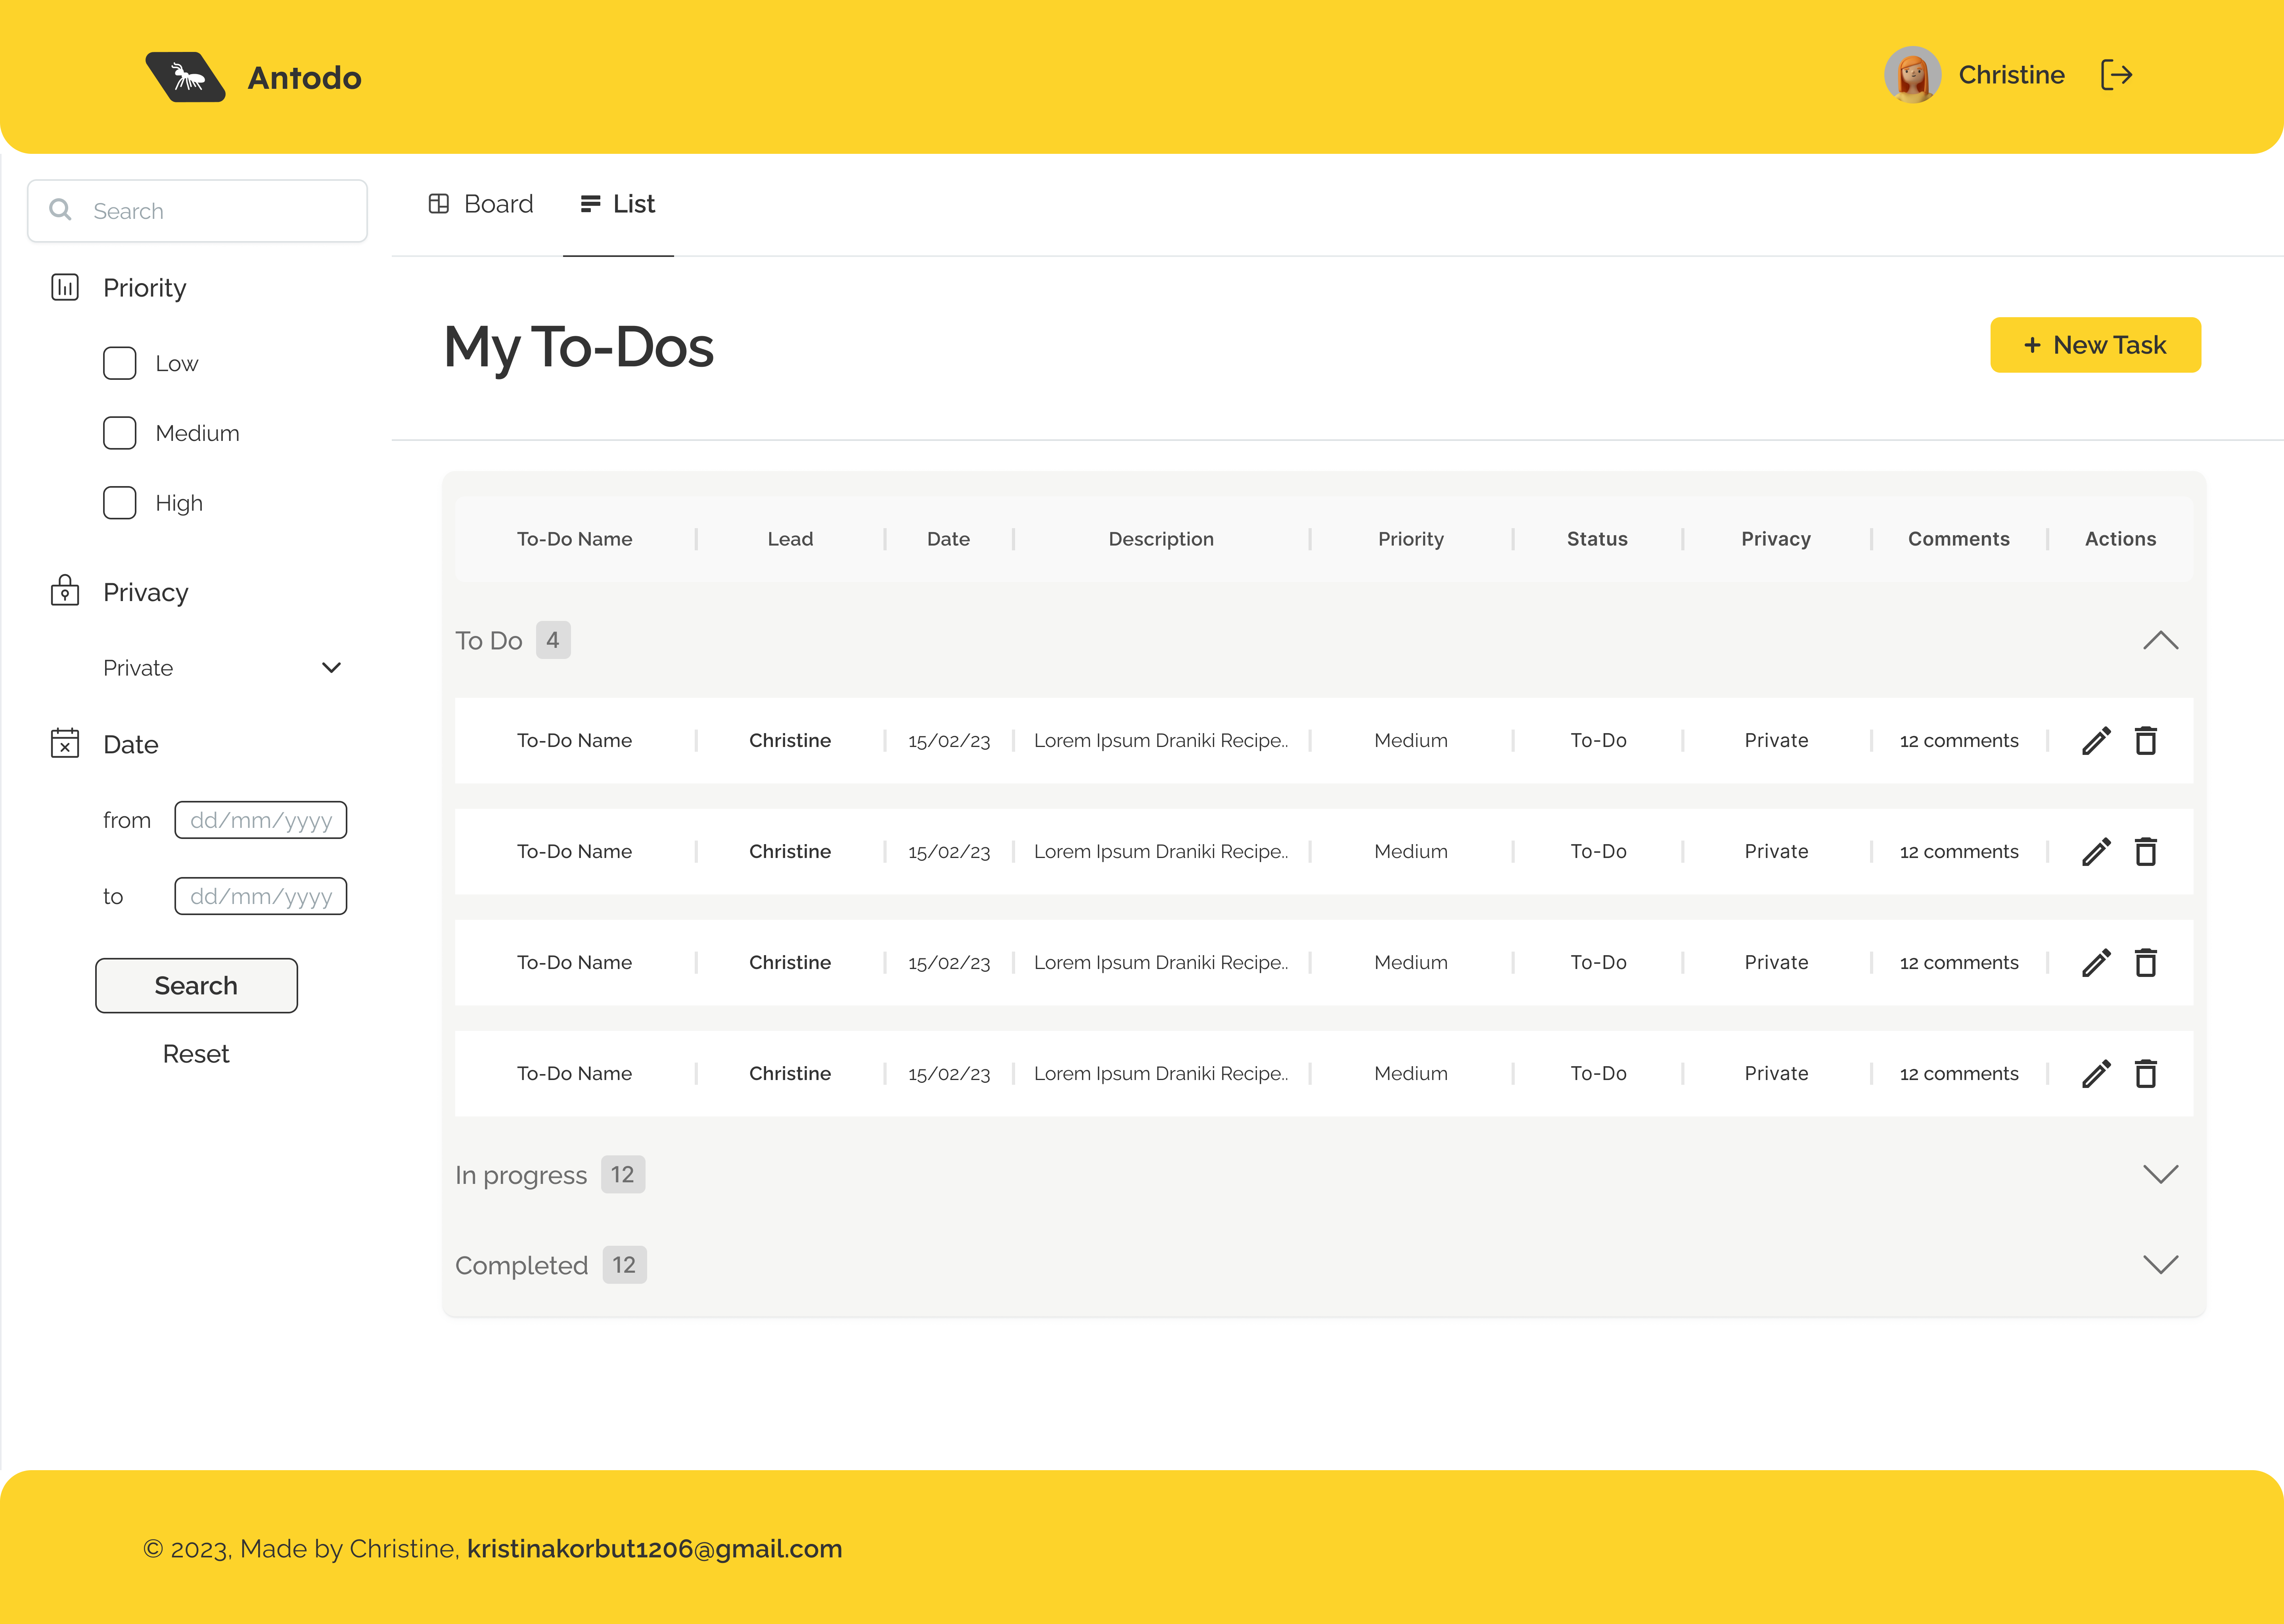 Antodo
Christine
Search
Board
List
Priority
Low
Medium
High
Privacy
Private
Date
from dd/mm/yyyy
to dd/mm/yyyy
Search
Reset
My To-Dos
+ New Task
To-Do Name Lead Date Description Priority Status Privacy Comments Actions
To Do 4
To-Do Name Christine 15/02/23 Lorem Ipsum Draniki Recipe.. Medium To-Do Private 12 comments
To-Do Name Christine 15/02/23 Lorem Ipsum Draniki Recipe.. Medium To-Do Private 12 comments
To-Do Name Christine 15/02/23 Lorem Ipsum Draniki Recipe.. Medium To-Do Private 12 comments
To-Do Name Christine 15/02/23 Lorem Ipsum Draniki Recipe.. Medium To-Do Private 12 comments
In progress 12
Completed 12
© 2023, Made by Christine, kristinakorbut1206@gmail.com